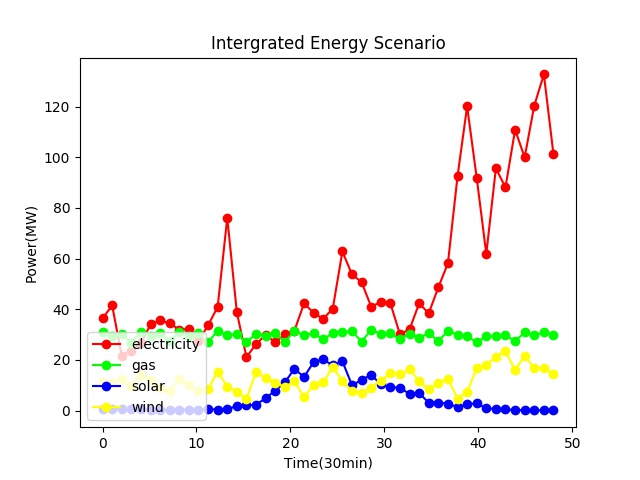 Intergrated Energy Scenario
Power(MW)
120
100
80
60
40
20
0
electricity
gas
solar
wind
0 10 20 30 40 50
Time(30min)